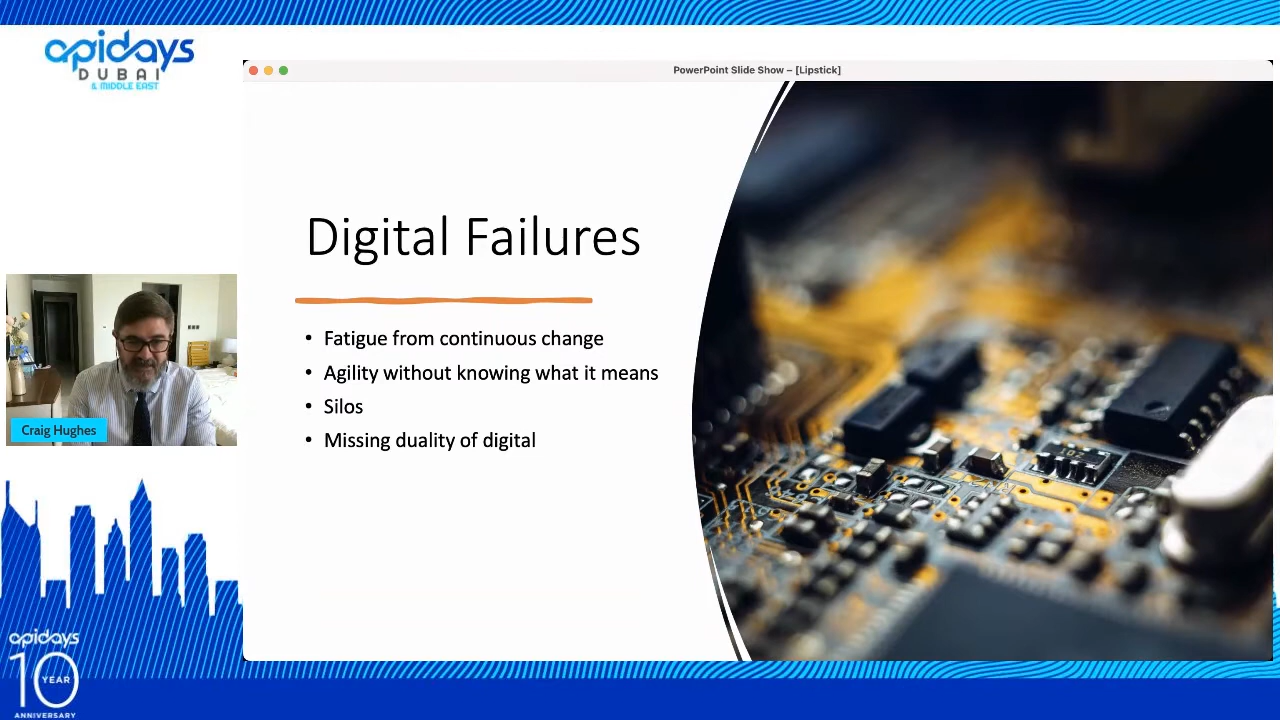 apidays
DUBAI
& MIDDLE EAST
PowerPoint Slide Show – [Lipstick]
Digital Failures
• Fatigue from continuous change
• Agility without knowing what it means
• Silos
• Missing duality of digital
Craig Hughes
apidays
10
YEAR
ANNIVERSARY